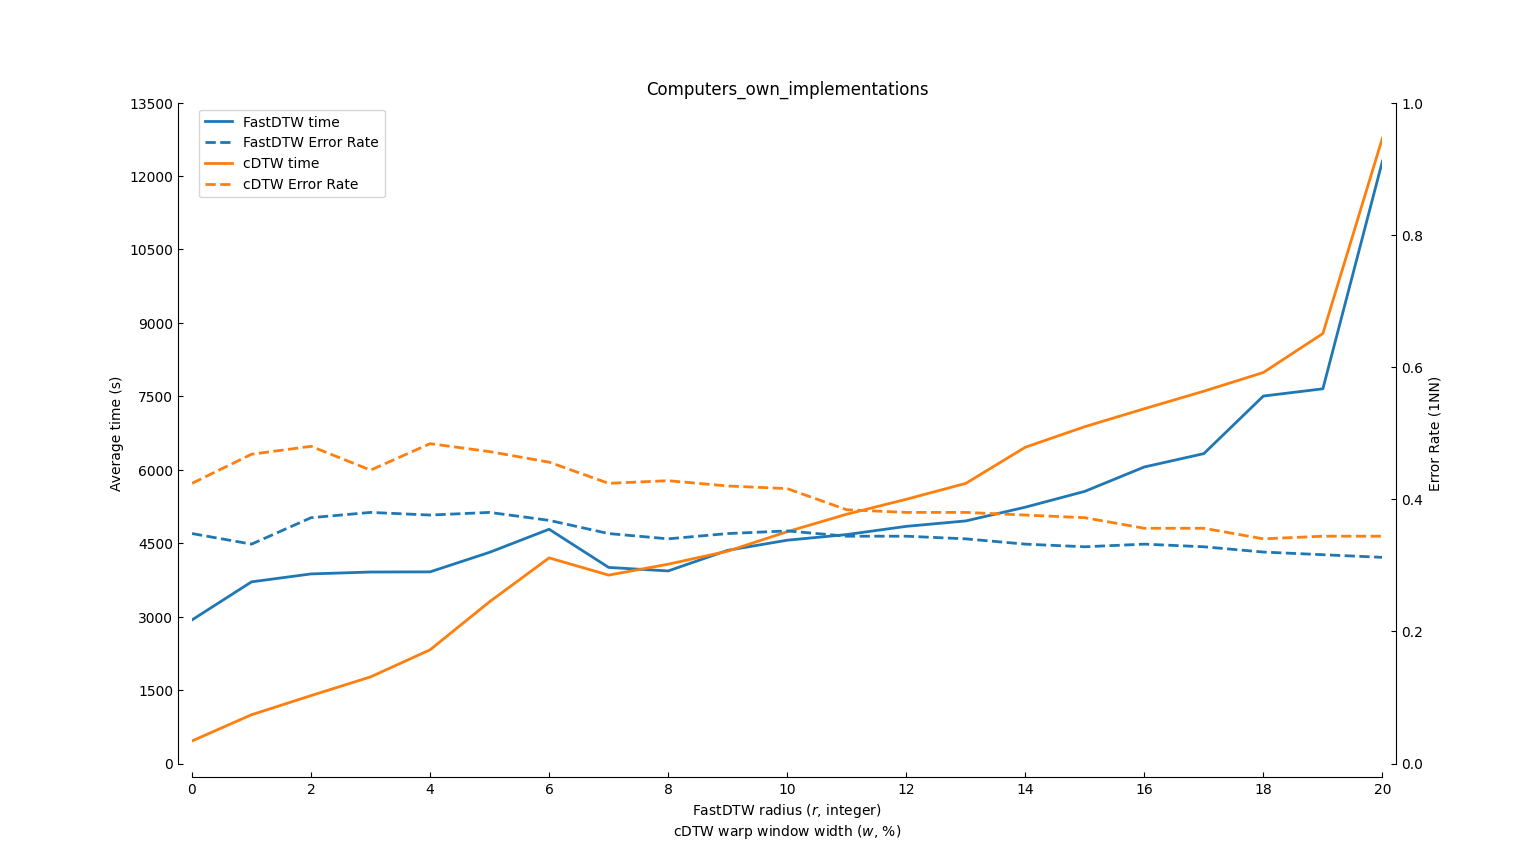 Computers_own_implementations
13500
12000
10500
9000
7500
6000
4500
3000
1500
0
Average time (s)
FastDTW time
FastDTW Error Rate
cDTW time
cDTW Error Rate
1.0
0.8
0.6
0.4
0.2
0.0
Error Rate (1NN)
0 2 4 6 8 10 12 14 16 18 20
FastDTW radius (r, integer)
cDTW warp window width (w, %)